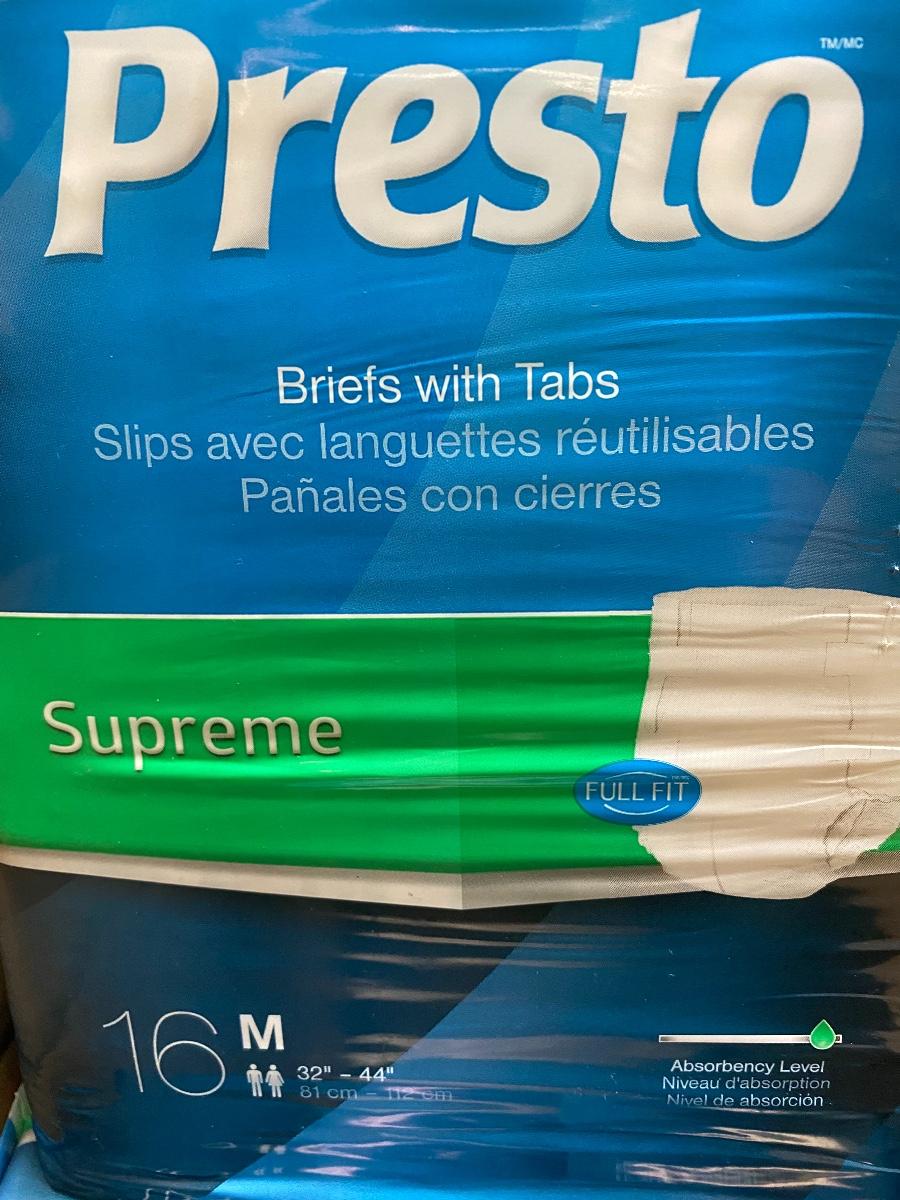 Presto
TM/MC
Briefs with Tabs
Slips avec languettes réutilisables
Pañales con cierres
Supreme
FULL FIT
16 M
32" – 44"
81 cm – 112 cm
Absorbency Level
Niveau d'absorption
Nivel de absorción